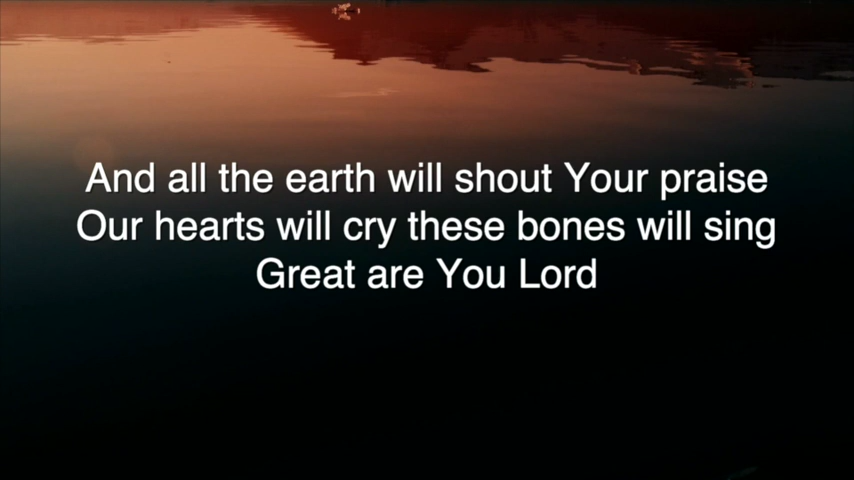 And all the earth will shout Your praise
Our hearts will cry these bones will sing
Great are You Lord